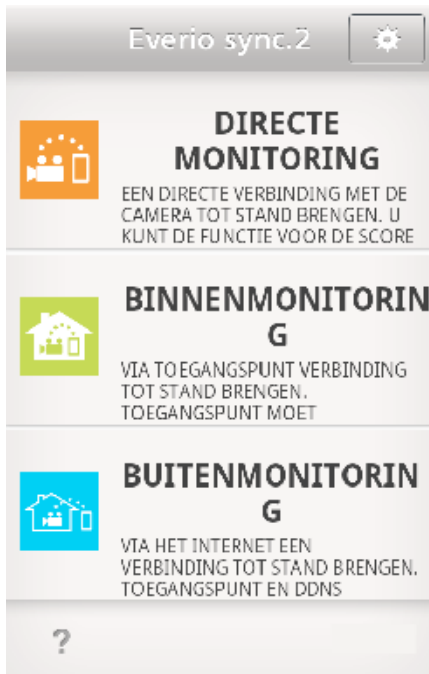 Everio sync.2
DIRECTE
MONITORING
EEN DIRECTE VERBINDING MET DE
CAMERA TOT STAND BRENGEN. U
KUNT DE FUNCTIE VOOR DE SCORE
BINNENMONITORIN
G
VIA TOEGANGSPUNT VERBINDING
TOT STAND BRENGEN.
TOEGANGSPUNT MOET
BUITENMONITORIN
G
VIA HET INTERNET EEN
VERBINDING TOT STAND BRENGEN.
TOEGANGSPUNT EN DDNS
?